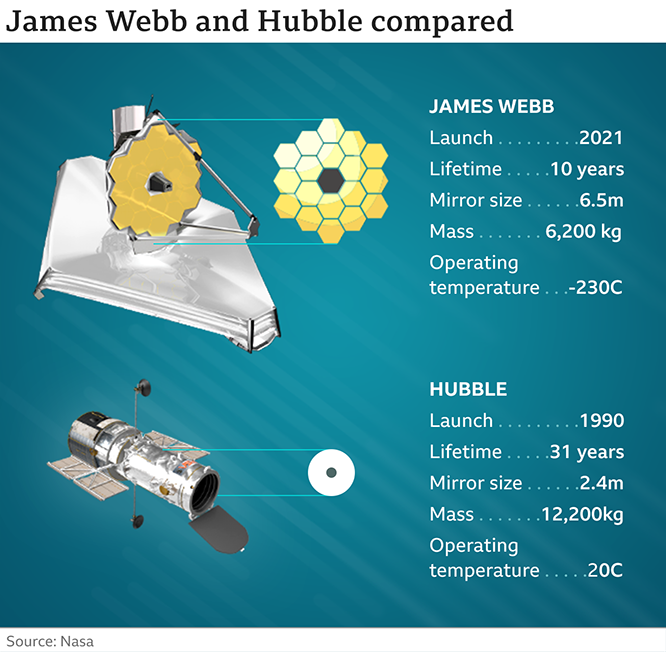 James Webb and Hubble compared
JAMES WEBB
Launch . . . . . . . . . 2021
Lifetime . . . . . 10 years
Mirror size . . . . . . 6.5m
Mass . . . . . . . 6,200 kg
Operating
temperature . . . -230C
HUBBLE
Launch . . . . . . . . . 1990
Lifetime . . . . . 31 years
Mirror size . . . . . . 2.4m
Mass . . . . . . . 12,200kg
Operating
temperature . . . . . 20C
Source: Nasa